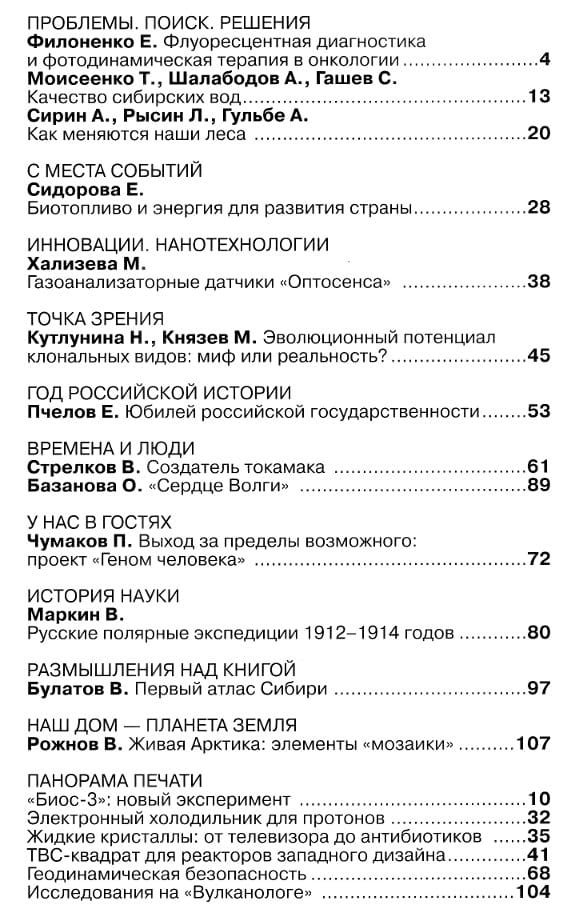 ПРОБЛЕМЫ. ПОИСК. РЕШЕНИЯ
Филоненко Е. Флуоресцентная диагностика
и фотодинамическая терапия в онкологии....................4
Моисеенко Т., Шалабодов А., Гашев С.
Качество сибирских вод.........................................13
Сирин А., Рысин Л., Гульбе А.
Как меняются наши леса .......................................20
С МЕСТА СОБЫТИЙ
Сидорова Е.
Биотопливо и энергия для развития страны................28
ИННОВАЦИИ. НАНОТЕХНОЛОГИИ
Хализева М.
Газоанализаторные датчики «Оптосенса» ..................38
ТОЧКА ЗРЕНИЯ
Кутлунина Н., Князев М. Эволюционный потенциал
клональных видов: миф или реальность?...................45
ГОД РОССИЙСКОЙ ИСТОРИИ
Пчелов Е. Юбилей российской государственности.......53
ВРЕМЕНА И ЛЮДИ
Стрелков В. Создатель токамака ...........................61
Базанова О. «Сердце Волги» .................................89
У НАС В ГОСТЯХ
Чумаков П. Выход за пределы возможного:
проект «Геном человека» .....................................72
ИСТОРИЯ НАУКИ
Маркин В.
Русские полярные экспедиции 1912–1914 годов ..........80
РАЗМЫШЛЕНИЯ НАД КНИГОЙ
Булатов В. Первый атлас Сибири ...........................97
НАШ ДОМ — ПЛАНЕТА ЗЕМЛЯ
Рожнов В. Живая Арктика: элементы «мозаики».........107
ПАНОРАМА ПЕЧАТИ
«Биос-3»: новый эксперимент ................................10
Электронный холодильник для протонов ...................32
Жидкие кристаллы: от телевизора до антибиотиков ......35
ТВС-квадрат для реакторов западного дизайна............41
Геодинамическая безопасность...............................68
Исследования на «Вулканологе» ............................104